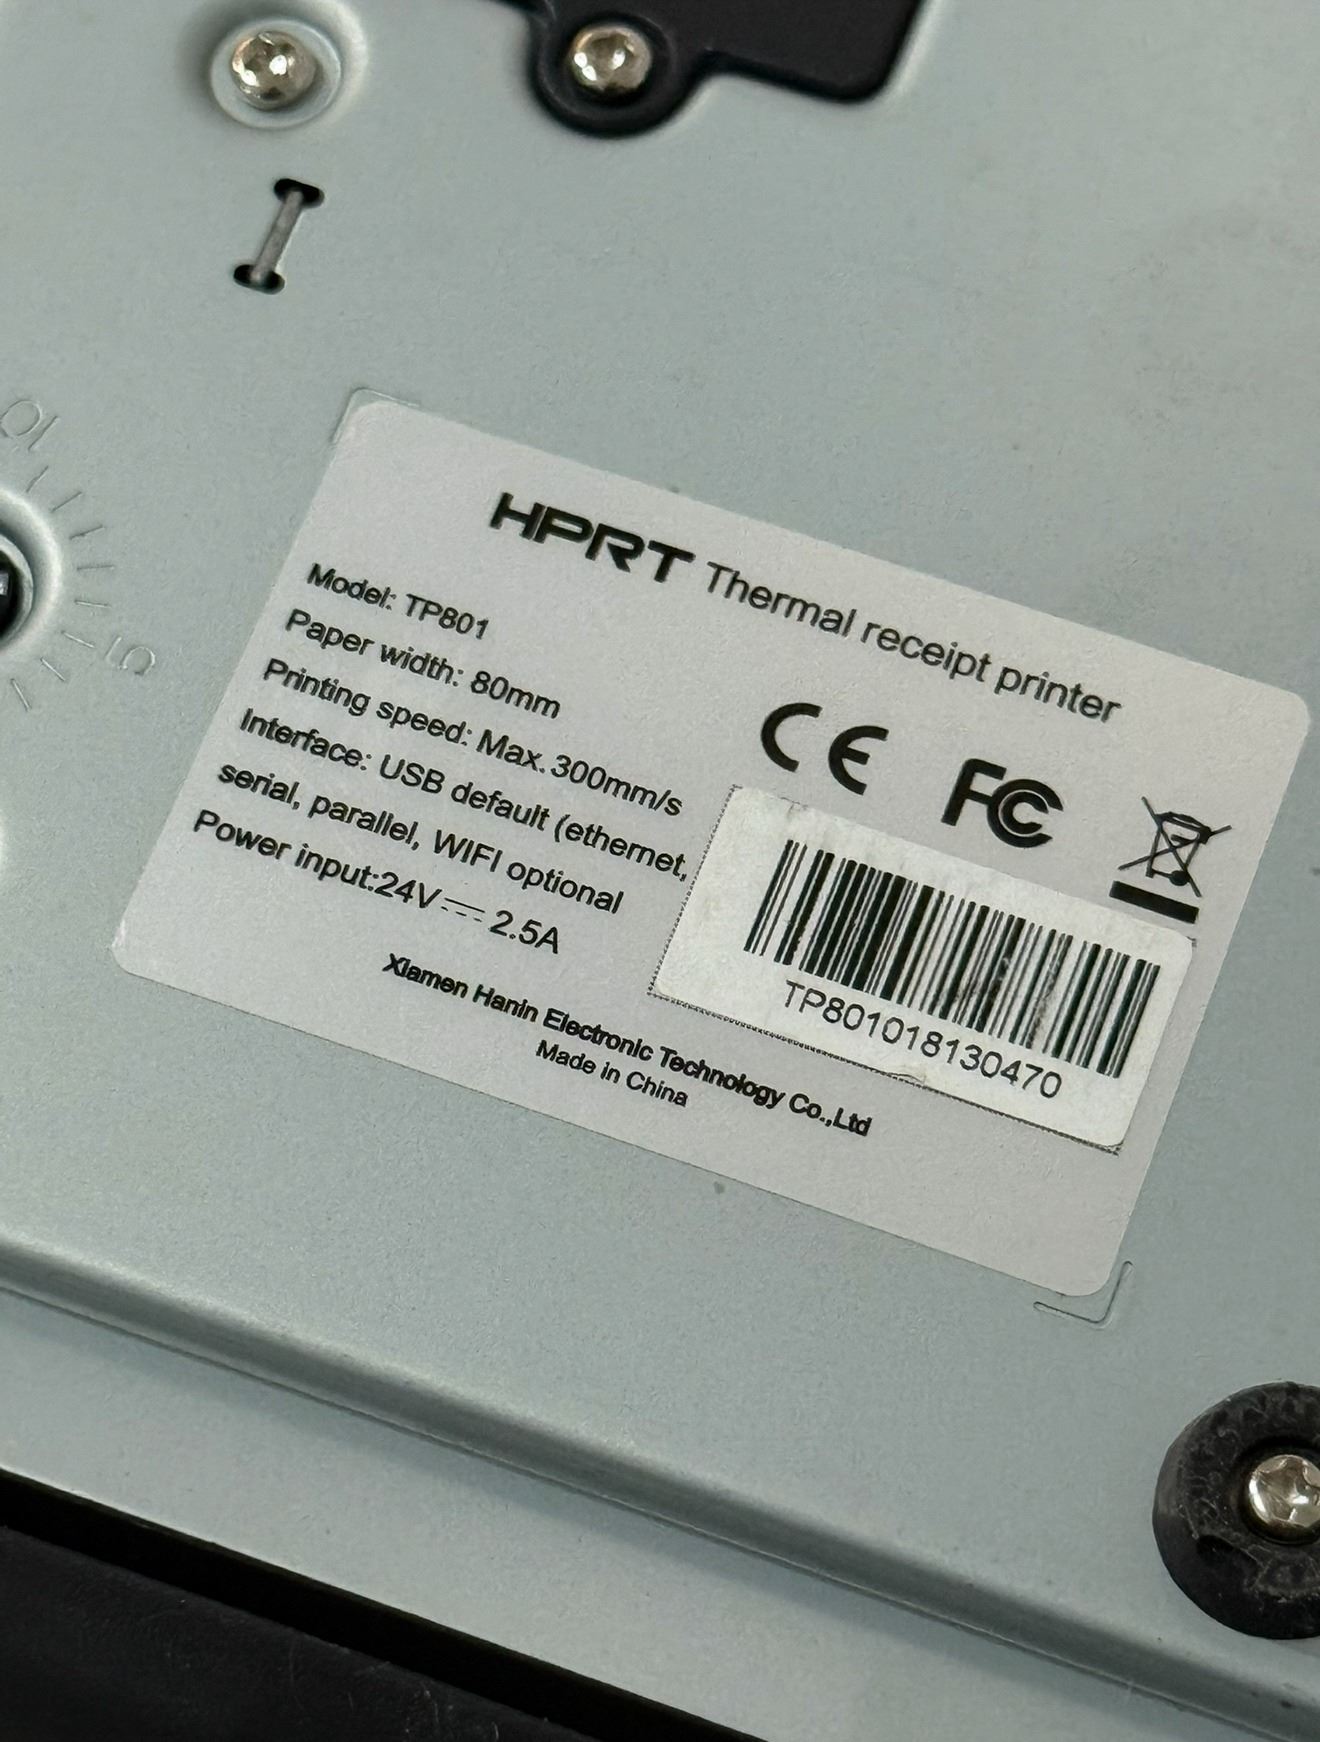 HPRT Thermal receipt printer
Model: TP801
Paper width: 80mm
Printing speed: Max. 300mm/s
Interface: USB default (ethernet,
serial, parallel, WIFI optional
Power input:24V⎓2.5A
CE FC
TP801018130470
Xiamen Hanin Electronic Technology Co.,Ltd
Made in China
10
15